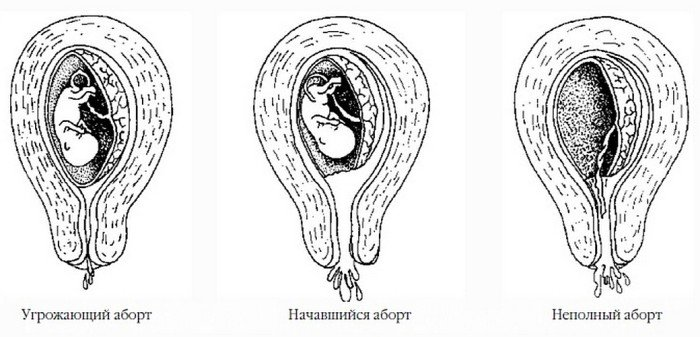 Угрожающий аборт
Начавшийся аборт
Неполный аборт